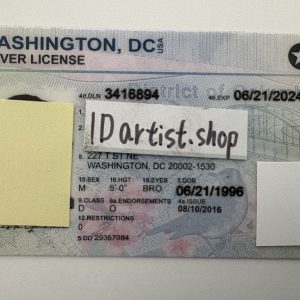 WASHINGTON, DC USA
VER LICENSE
4d.DLN 3416894 4b.EXP 06/21/2024
IDartist.shop
8. 227 T ST NE
WASHINGTON, DC 20002-1530
15.SEX 16.HGT 18.EYES 3.DOB
M 5'-0" BRO 06/21/1996
9.CLASS 9a.ENDORSEMENTS 4a.ISSUE
D O 08/10/2016
12.RESTRICTIONS
0
5.DD 29367984